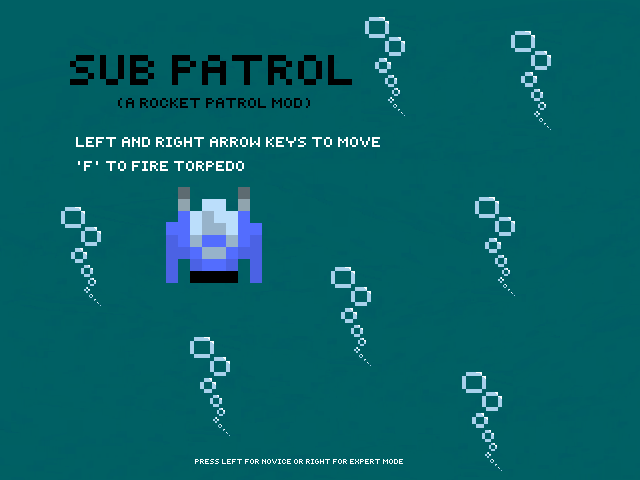 SUB PATROL
(A ROCKET PATROL MOD)
LEFT AND RIGHT ARROW KEYS TO MOVE
'F' TO FIRE TORPEDO
PRESS LEFT FOR NOVICE OR RIGHT FOR EXPERT MODE